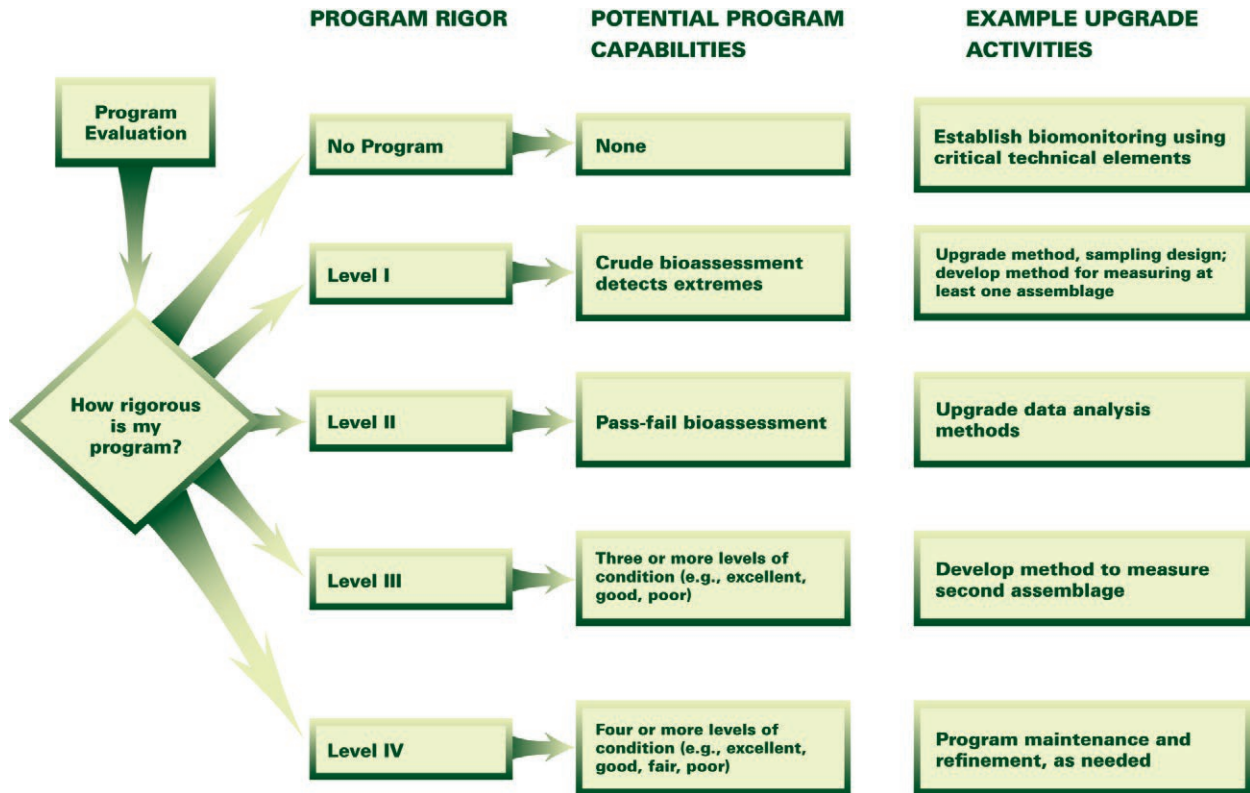 PROGRAM RIGOR
POTENTIAL PROGRAM
CAPABILITIES
EXAMPLE UPGRADE
ACTIVITIES
Program
Evaluation
How rigorous
is my
program?
No Program
None
Establish biomonitoring using
critical technical elements
Level I
Crude bioassessment
detects extremes
Upgrade method, sampling design;
develop method for measuring at
least one assemblage
Level II
Pass-fail bioassessment
Upgrade data analysis
methods
Level III
Three or more levels of
condition (e.g., excellent,
good, poor)
Develop method to measure
second assemblage
Level IV
Four or more levels of
condition (e.g., excellent,
good, fair, poor)
Program maintenance and
refinement, as needed